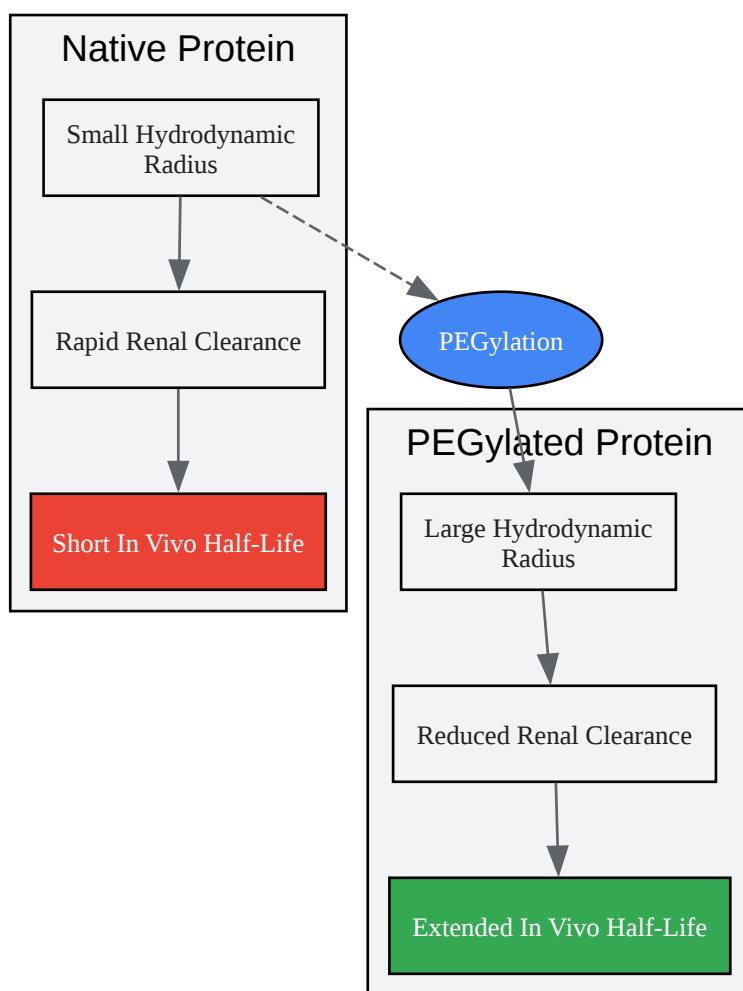 Native Protein
Small Hydrodynamic
Radius
Rapid Renal Clearance
Short In Vivo Half-Life
PEGylation
PEGylated Protein
Large Hydrodynamic
Radius
Reduced Renal Clearance
Extended In Vivo Half-Life